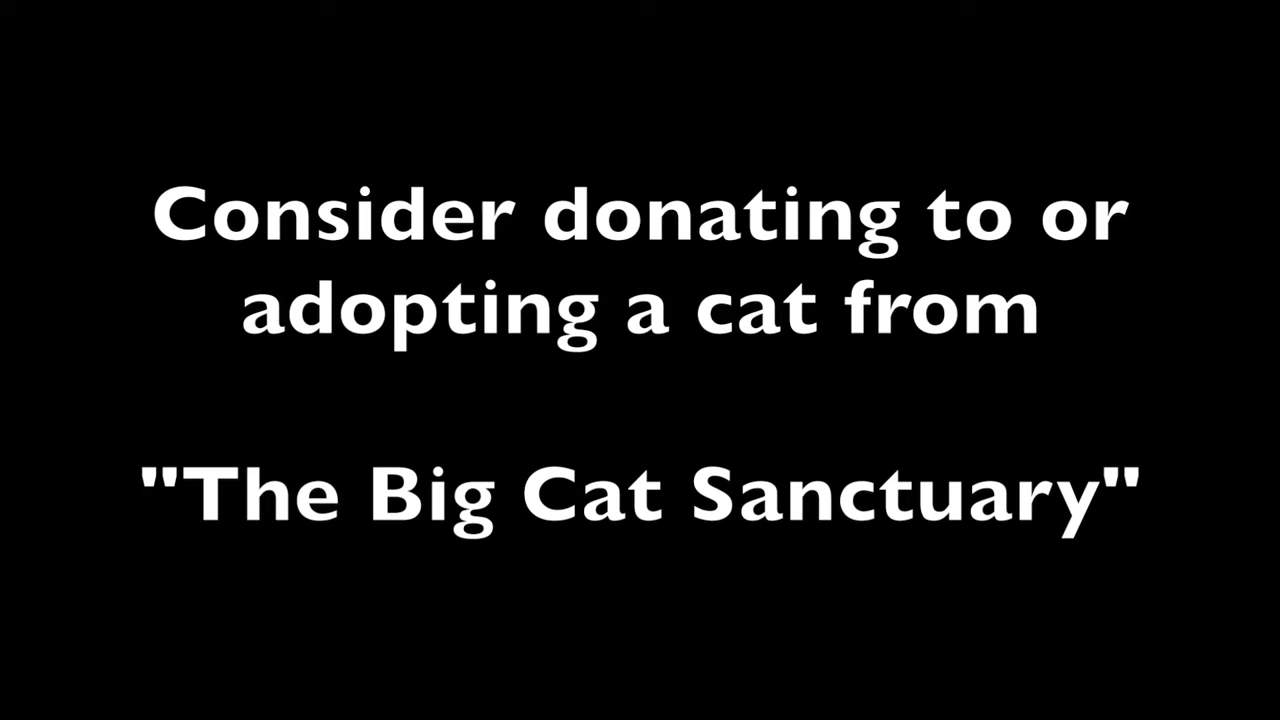 Consider donating to or
adopting a cat from
"The Big Cat Sanctuary"